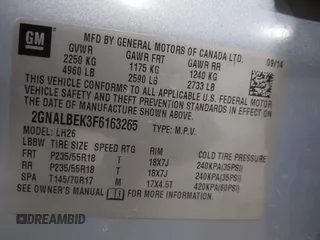 GM
MFD BY GENERAL MOTORS OF CANADA LTD.
09/14
GVWR GAWR FRT GAWR RR
2250 KG 1175 KG 1240 KG
4960 LB 2590 LB 2733 LB
THIS VEHICLE CONFORMS TO ALL APPLICABLE U.S. FEDERAL MOTOR
VEHICLE SAFETY AND THEFT PREVENTION STANDARDS IN EFFECT ON THE
DATE OF MANUFACTURE SHOWN ABOVE.
2GNALBEK3F6163265 TYPE: M.P.V.
MODEL: LH26
LBBW TIRE SIZE SPEED RTG RIM COLD TIRE PRESSURE
FRT P235/55R18 T 18X7J 240KPA(35PSI)
RR P235/55R18 T 18X7J 240KPA(35PSI)
SPA T145/70R17 M 17X4.5T 420KPA(60PSI)
SEE OWNER'S MANUAL
DREAMBID